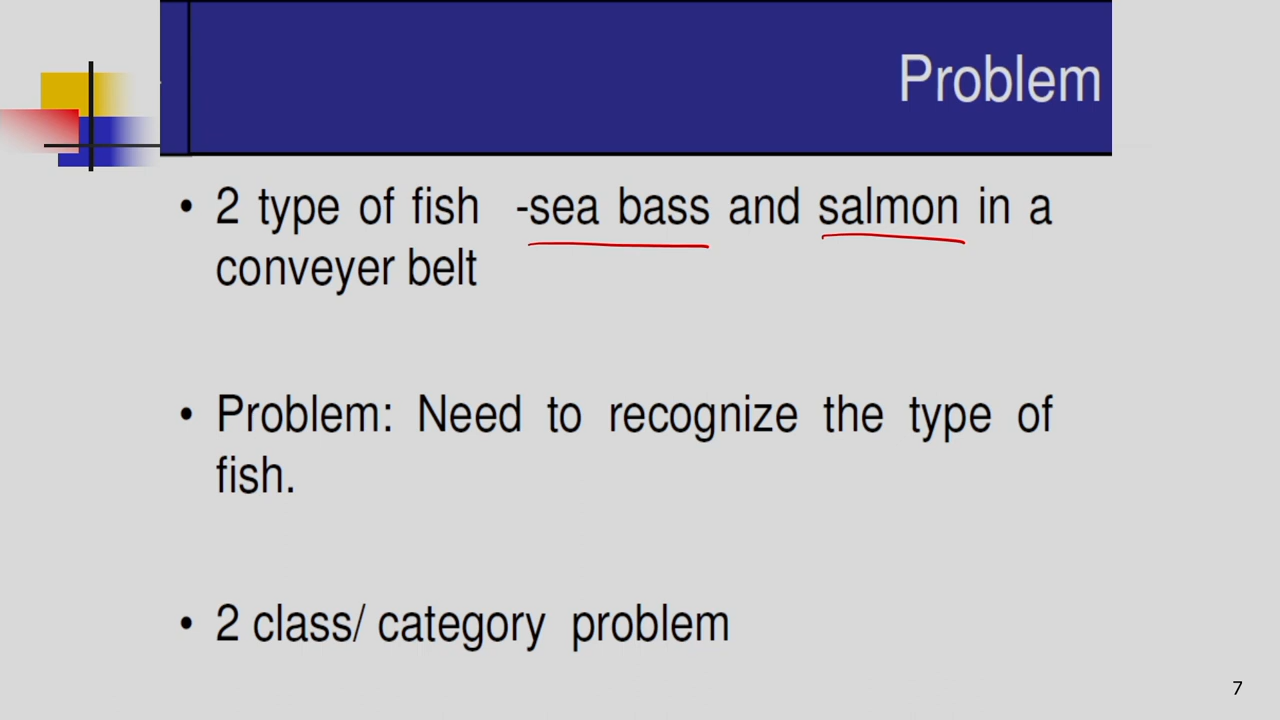 Problem
• 2 type of fish -sea bass and salmon in a
conveyer belt
• Problem: Need to recognize the type of
fish.
• 2 class/ category problem
7